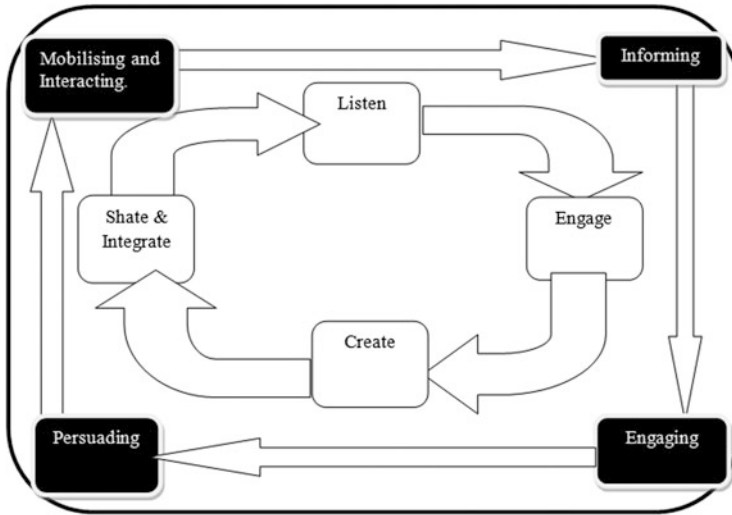 Mobilising and
Interacting.
Informing
Listen
Shate &
Integrate
Engage
Create
Persuading
Engaging